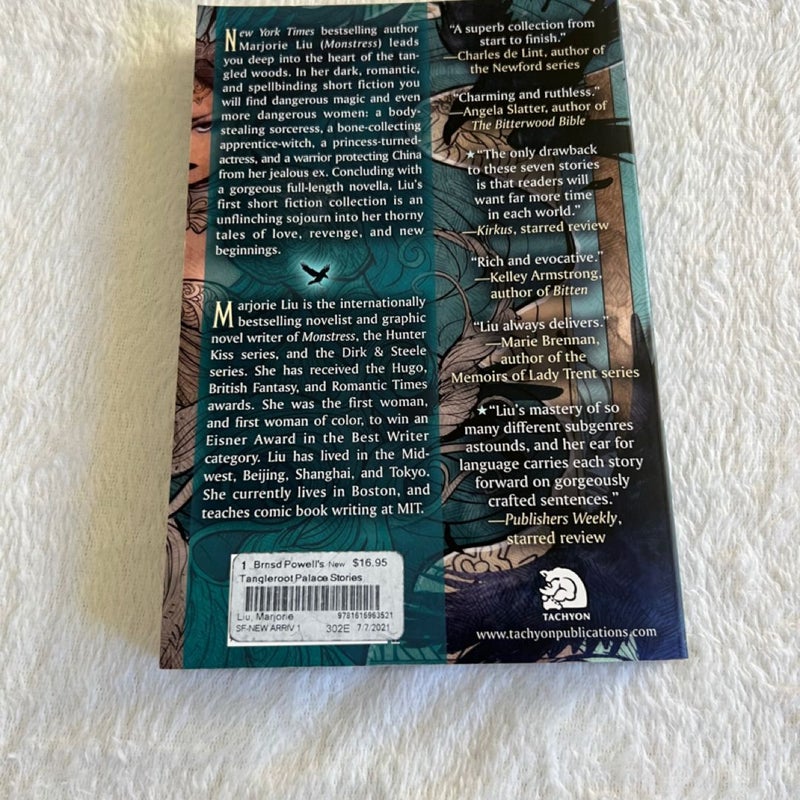 New York Times bestselling author
Marjorie Liu (Monstress) leads
you deep into the heart of the tan-
gled woods. In her dark, romantic,
and spellbinding short fiction you
will find dangerous magic and even
more dangerous women: a body-
stealing sorceress, a bone-collecting
apprentice-witch, a princess-turned-
actress, and a warrior protecting China
from her jealous ex. Concluding with
a gorgeous full-length novella, Liu's
first short fiction collection is an
unflinching sojourn into her thorny
tales of love, revenge, and new
beginnings.
Marjorie Liu is the internationally
bestselling novelist and graphic
novel writer of Monstress, the Hunter
Kiss series, and the Dirk & Steele
series. She has received the Hugo,
British Fantasy, and Romantic Times
awards. She was the first woman,
and first woman of color, to win an
Eisner Award in the Best Writer
category. Liu has lived in the Mid-
west, Beijing, Shanghai, and Tokyo.
She currently lives in Boston, and
teaches comic book writing at MIT.
1 Brnsd Powell's New $16.95
Tangleroot Palace Stories
Liu, Marjorie 9781616963521
SF-NEW ARRIV 1 302E 7.7.2021
"A superb collection from
start to finish."
—Charles de Lint, author of
the Newford series
"Charming and ruthless."
—Angela Slatter, author of
The Bitterwood Bible
★"The only drawback
to these seven stories
is that readers will
want far more time
in each world."
—Kirkus, starred review
"Rich and evocative."
—Kelley Armstrong,
author of Bitten
"Liu always delivers."
—Marie Brennan,
author of the
Memoirs of Lady Trent series
★"Liu's mastery of so
many different subgenres
astounds, and her ear for
language carries each story
forward on gorgeously
crafted sentences."
—Publishers Weekly,
starred review
TACHYON
www.tachyonpublications.com